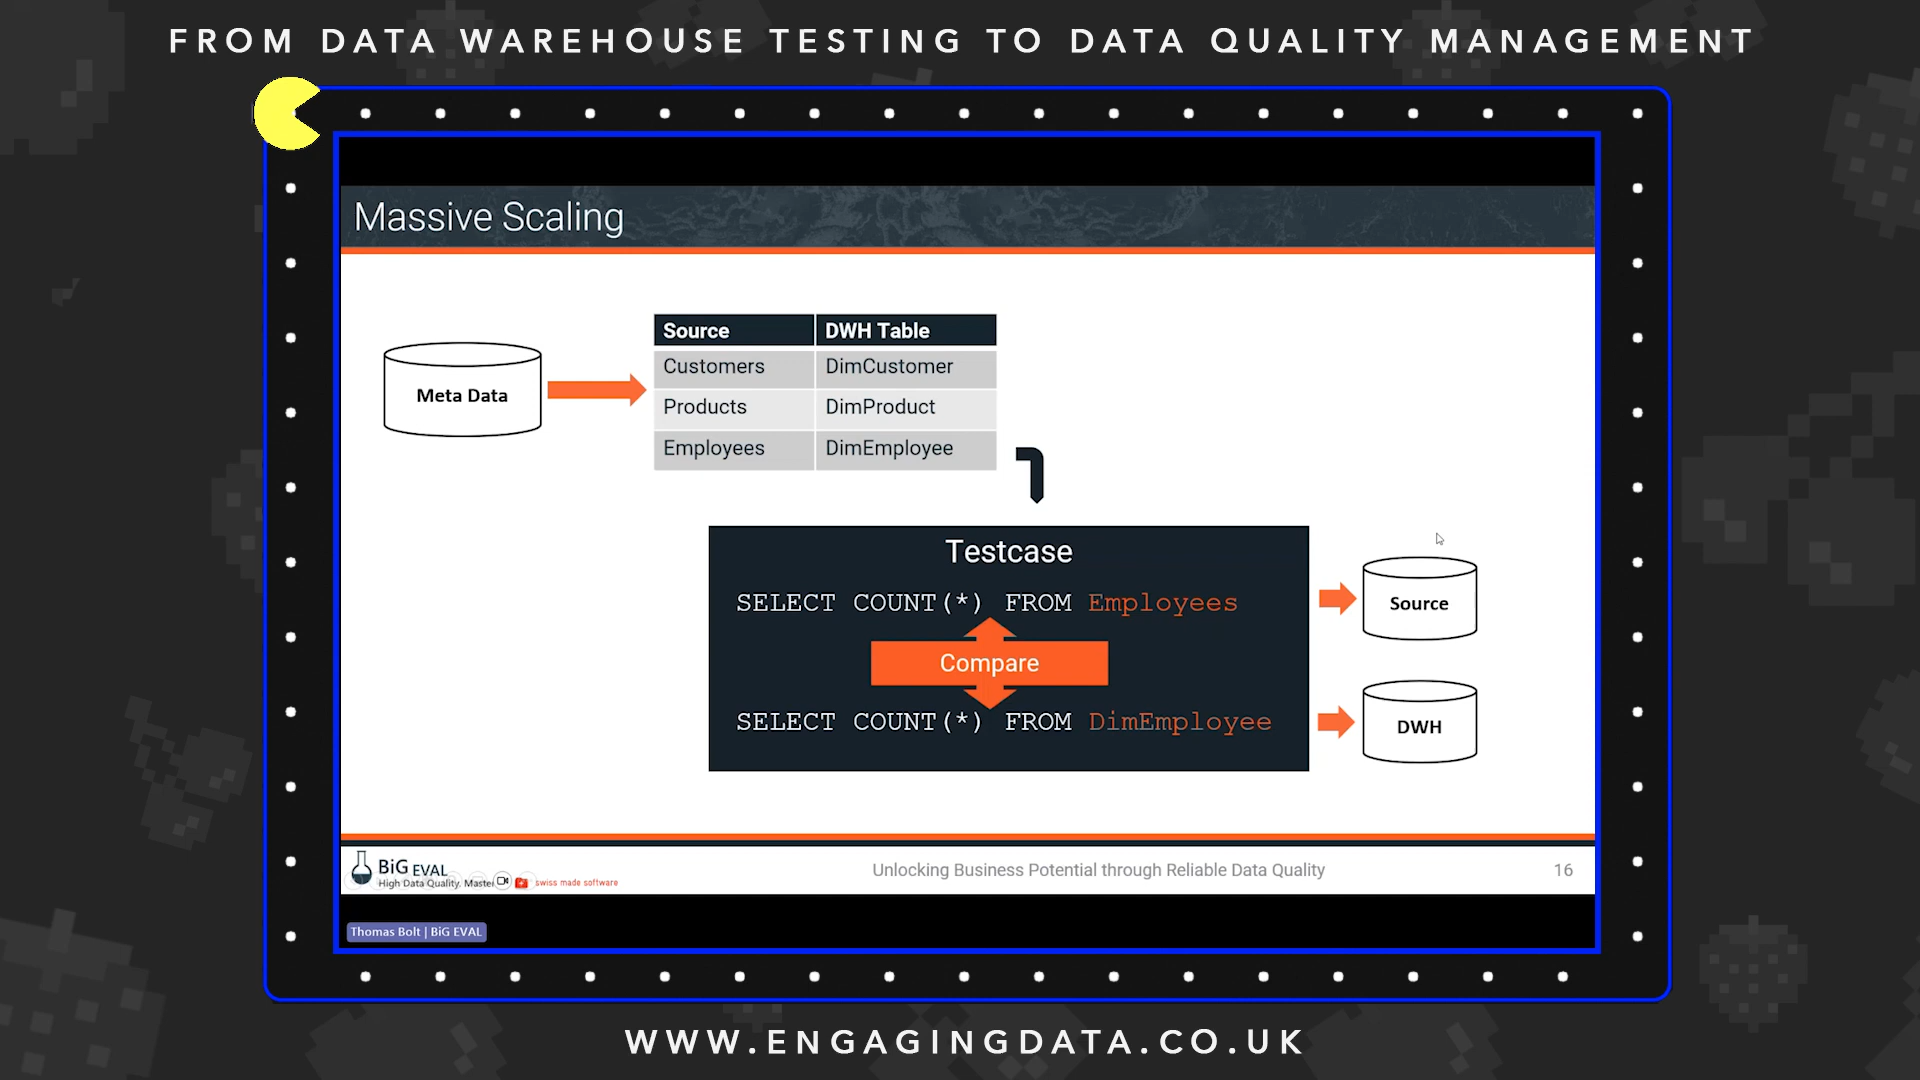 FROM DATA WAREHOUSE TESTING TO DATA QUALITY MANAGEMENT
Massive Scaling
Meta Data
Source DWH Table
Customers DimCustomer
Products DimProduct
Employees DimEmployee
Testcase
SELECT COUNT(*) FROM Employees
Compare
SELECT COUNT(*) FROM DimEmployee
Source
DWH
BiG EVAL
High Data Quality. Master
swiss made software
Unlocking Business Potential through Reliable Data Quality
16
Thomas Bolt | BiG EVAL
WWW.ENGAGINGDATA.CO.UK